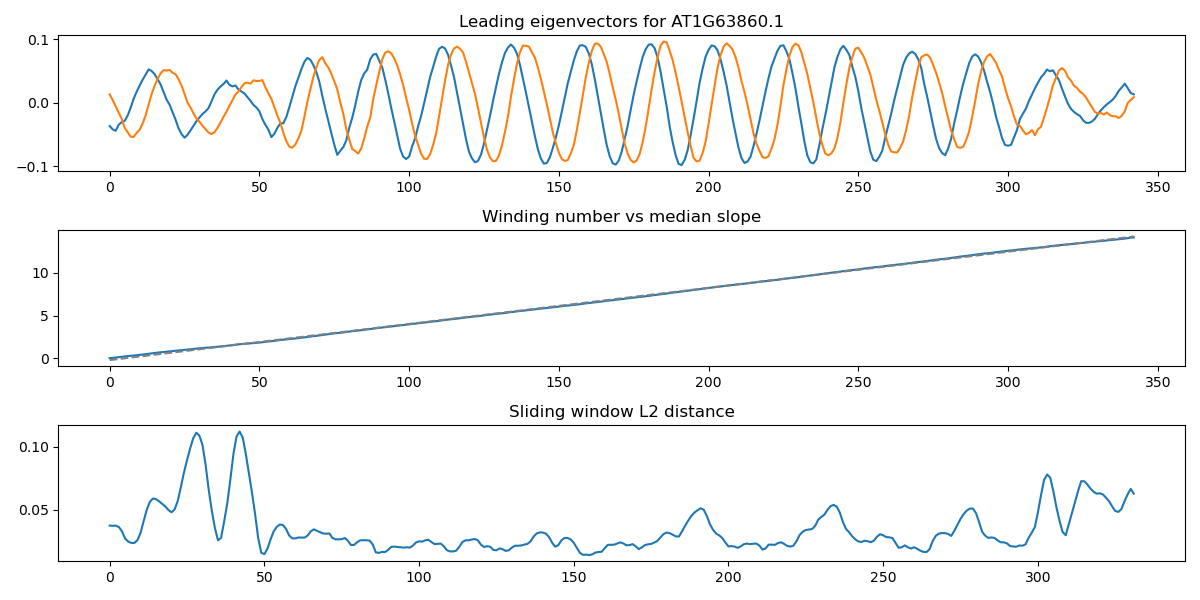 Leading eigenvectors for AT1G63860.1
0.1
0.0
−0.1
0 50 100 150 200 250 300 350
Winding number vs median slope
10
5
0
0 50 100 150 200 250 300 350
Sliding window L2 distance
0.10
0.05
0 50 100 150 200 250 300